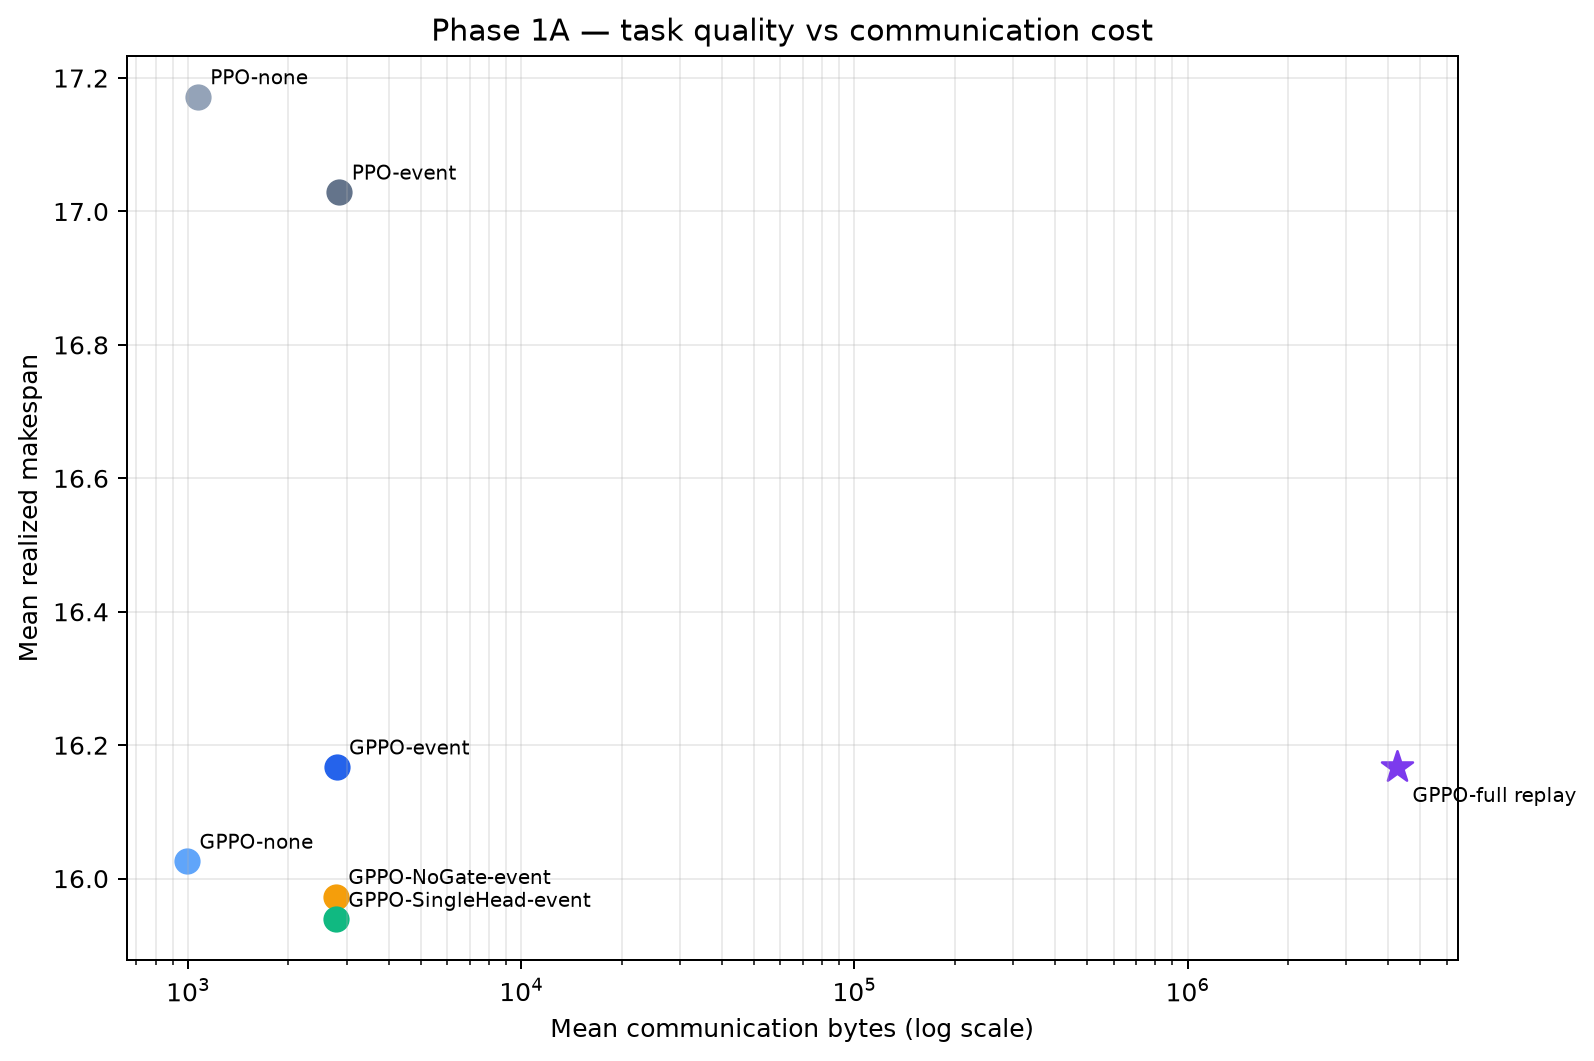 Phase 1A — task quality vs communication cost
17.2
17.0
16.8
16.6
16.4
16.2
16.0
Mean realized makespan
PPO-none
PPO-event
GPPO-event
GPPO-full replay
GPPO-none
GPPO-NoGate-event
GPPO-SingleHead-event
10³
10⁴
10⁵
10⁶
Mean communication bytes (log scale)